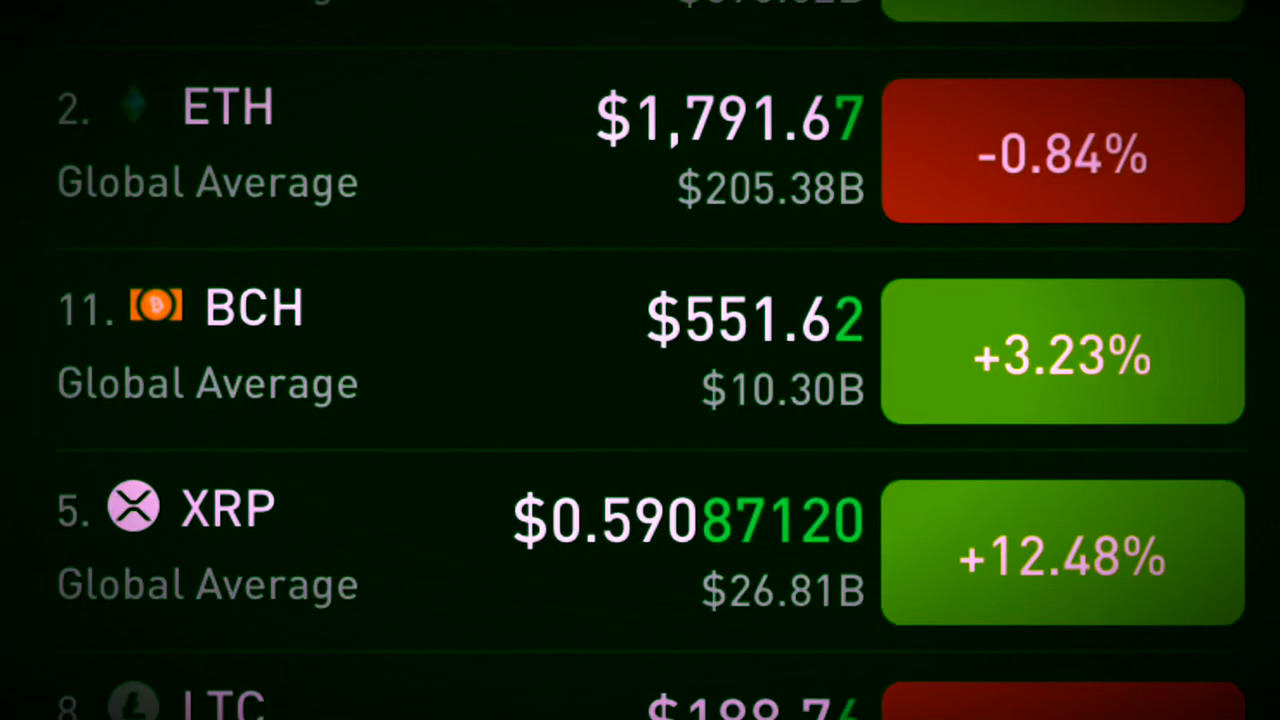 2. ETH $1,791.67 -0.84%
Global Average $205.38B
11. BCH $551.62 +3.23%
Global Average $10.30B
5. XRP $0.59087120 +12.48%
Global Average $26.81B
8. LTC